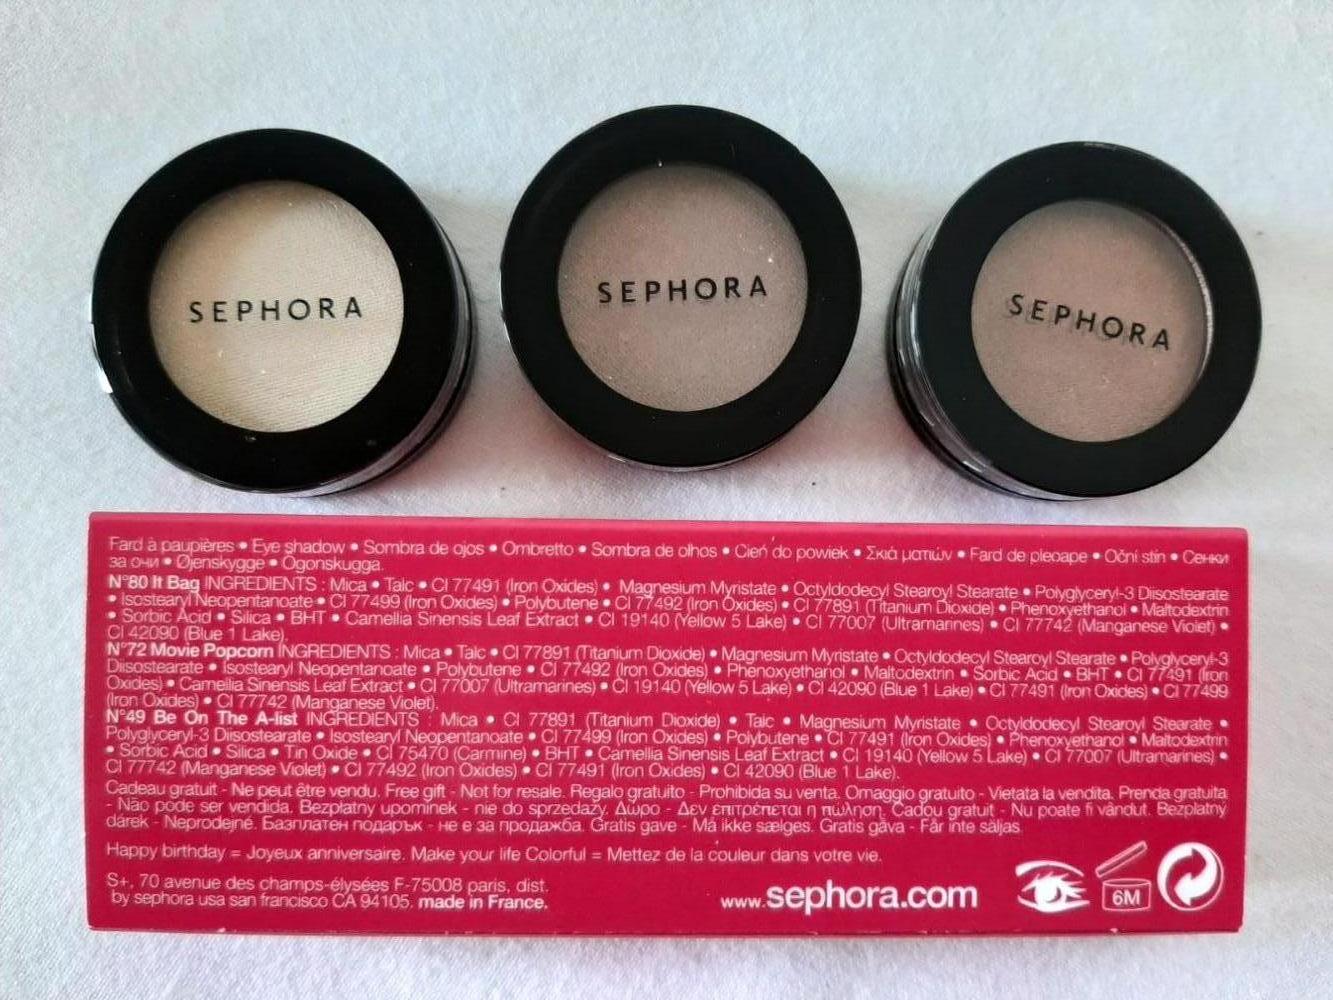 SEPHORA
SEPHORA
SEPHORA
Fard à paupières • Eye shadow • Sombra de ojos • Ombretto • Sombra de olhos • Cień do powiek • Σκιά ματιών • Fard de pleoape • Oční stín • Сенки
за очи • Øjenskygge • Ögonskugga.
N°80 It Bag INGREDIENTS : Mica • Talc • CI 77491 (Iron Oxides) • Magnesium Myristate • Octyldodecyl Stearoyl Stearate • Polyglyceryl-3 Diisostearate
• Isostearyl Neopentanoate • CI 77499 (Iron Oxides) • Polybutene • CI 77492 (Iron Oxides) • CI 77891 (Titanium Dioxide) • Phenoxyethanol • Maltodextrin
• Sorbic Acid • Silica • BHT • Camellia Sinensis Leaf Extract • CI 19140 (Yellow 5 Lake) • CI 77007 (Ultramarines) • CI 77742 (Manganese Violet) •
CI 42090 (Blue 1 Lake).
N°72 Movie Popcorn INGREDIENTS : Mica • Talc • CI 77891 (Titanium Dioxide) • Magnesium Myristate • Octyldodecyl Stearoyl Stearate • Polyglyceryl-3
Diisostearate • Isostearyl Neopentanoate • Polybutene • CI 77492 (Iron Oxides) • Phenoxyethanol • Maltodextrin • Sorbic Acid • BHT • CI 77491 (Iron
Oxides) • Camellia Sinensis Leaf Extract • CI 77007 (Ultramarines) • CI 19140 (Yellow 5 Lake) • CI 42090 (Blue 1 Lake) • CI 77491 (Iron Oxides) • CI 77499
(Iron Oxides) • CI 77742 (Manganese Violet).
N°49 Be On The A-list INGREDIENTS : Mica • CI 77891 (Titanium Dioxide) • Talc • Magnesium Myristate • Octyldodecyl Stearoyl Stearate •
Polyglyceryl-3 Diisostearate • Isostearyl Neopentanoate • CI 77499 (Iron Oxides) • Polybutene • CI 77491 (Iron Oxides) • Phenoxyethanol • Maltodextrin
• Sorbic Acid • Silica • Tin Oxide • CI 75470 (Carmine) • BHT • Camellia Sinensis Leaf Extract • CI 19140 (Yellow 5 Lake) • CI 77007 (Ultramarines) •
CI 77742 (Manganese Violet) • CI 77492 (Iron Oxides) • CI 77491 (Iron Oxides) • CI 42090 (Blue 1 Lake).
Cadeau gratuit - Ne peut être vendu. Free gift - Not for resale. Regalo gratuito - Prohibida su venta. Omaggio gratuito - Vietata la vendita. Prenda gratuita
- Não pode ser vendida. Bezpłatny upominek - nie do sprzedaży. Δώρο - Δεν επιτρέπεται η πώληση. Cadou gratuit - Nu poate fi vândut. Bezplatný
dárek - Neprodejné. Безплатен подарък - не е за продажба. Gratis gave - Må ikke sælges. Gratis gåva - Får inte säljas.
Happy birthday = Joyeux anniversaire. Make your life Colorful = Mettez de la couleur dans votre vie.
S+, 70 avenue des champs-élysées F-75008 paris, dist.
by sephora usa san francisco CA 94105. made in France.
www.sephora.com
6M